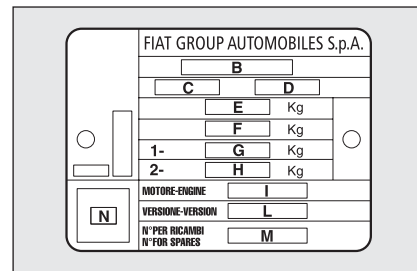 FIAT GROUP AUTOMOBILES S.p.A.
B
C D
E Kg
F Kg
1- G Kg
2- H Kg
MOTORE-ENGINE I
VERSIONE-VERSION L
N
N°PER RICAMBI
N°FOR SPARES M